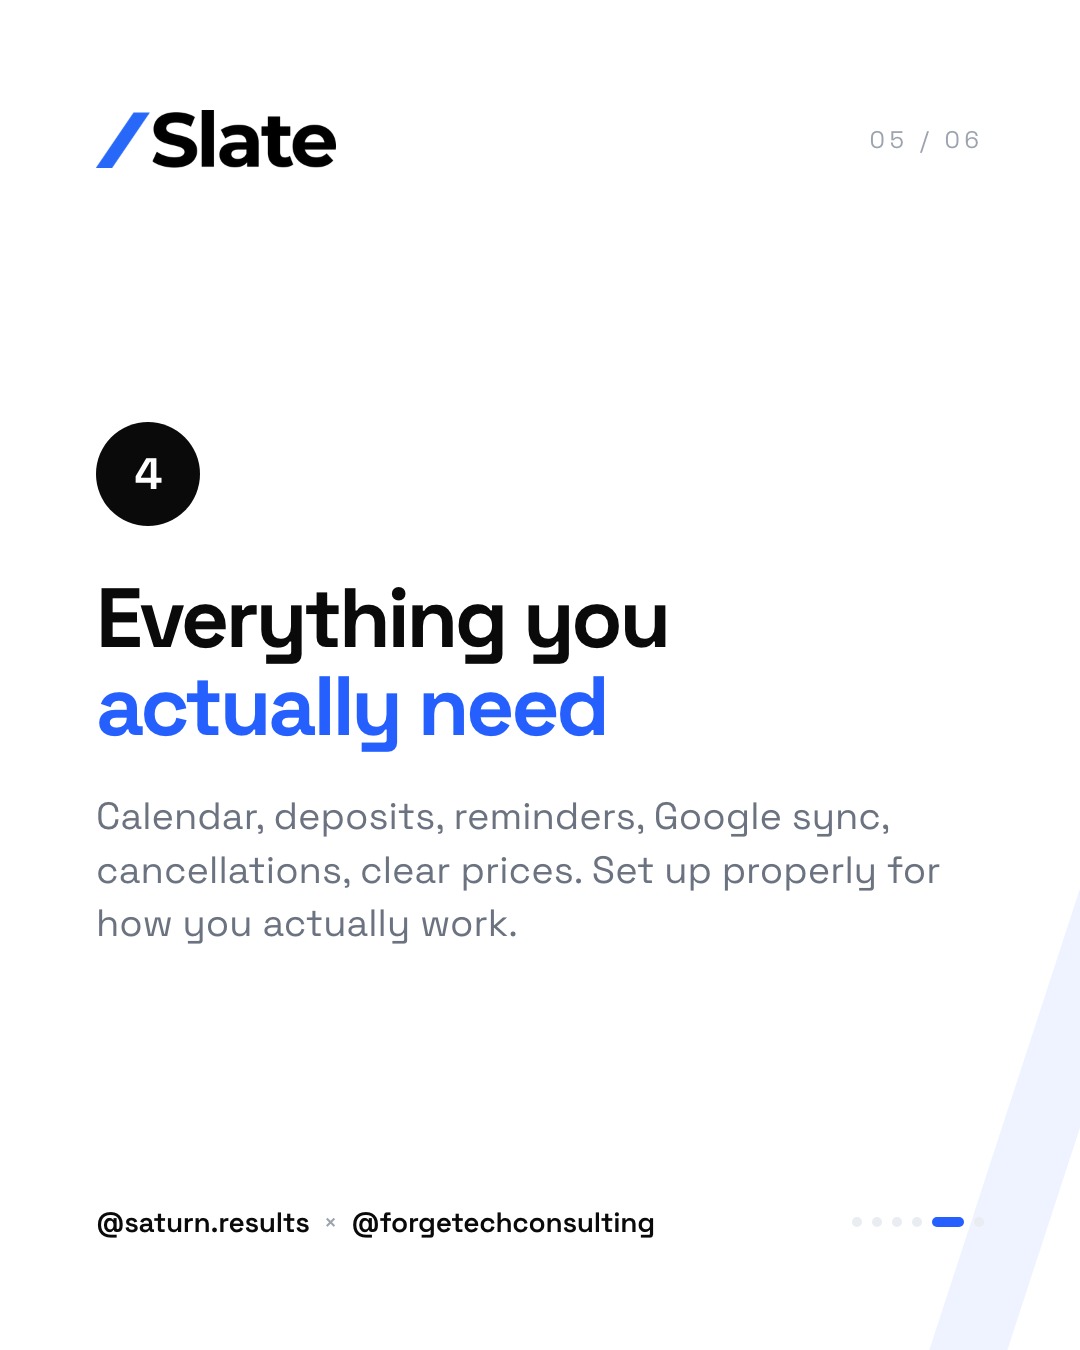 Slate
05 / 06
4
Everything you
actually need
Calendar, deposits, reminders, Google sync,
cancellations, clear prices. Set up properly for
how you actually work.
@saturn.results × @forgetechconsulting